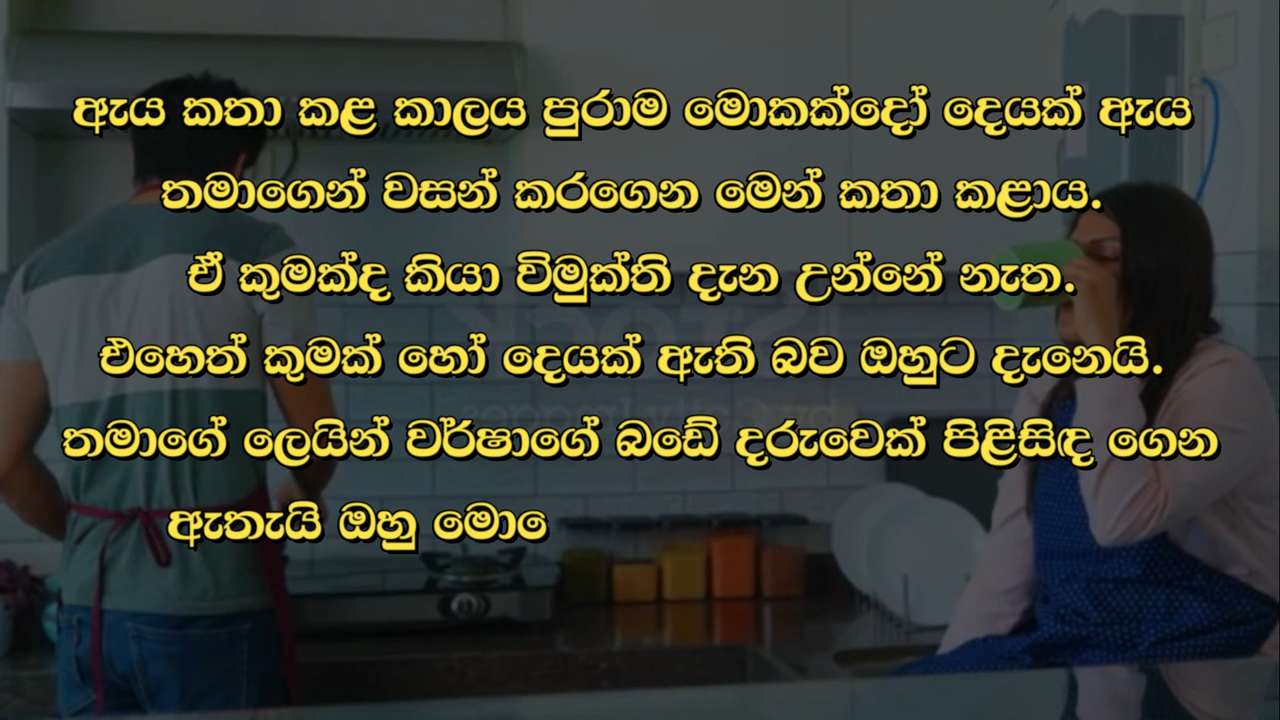 ඇය කතා කළ කාලය පුරාම මොකක්දෝ දෙයක් ඇය
තමාගෙන් වසන් කරගෙන මෙන් කතා කළාය.
ඒ කුමක්ද කියා විමුක්ති දැන උන්නේ නැත.
එහෙත් කුමක් හෝ දෙයක් ඇති බව ඔහුට දැනෙයි.
තමාගේ ලෙයින් වර්ෂාගේ බඩේ දරුවෙක් පිළිසිඳ ගෙන
ඇතැයි ඔහු මොෙ